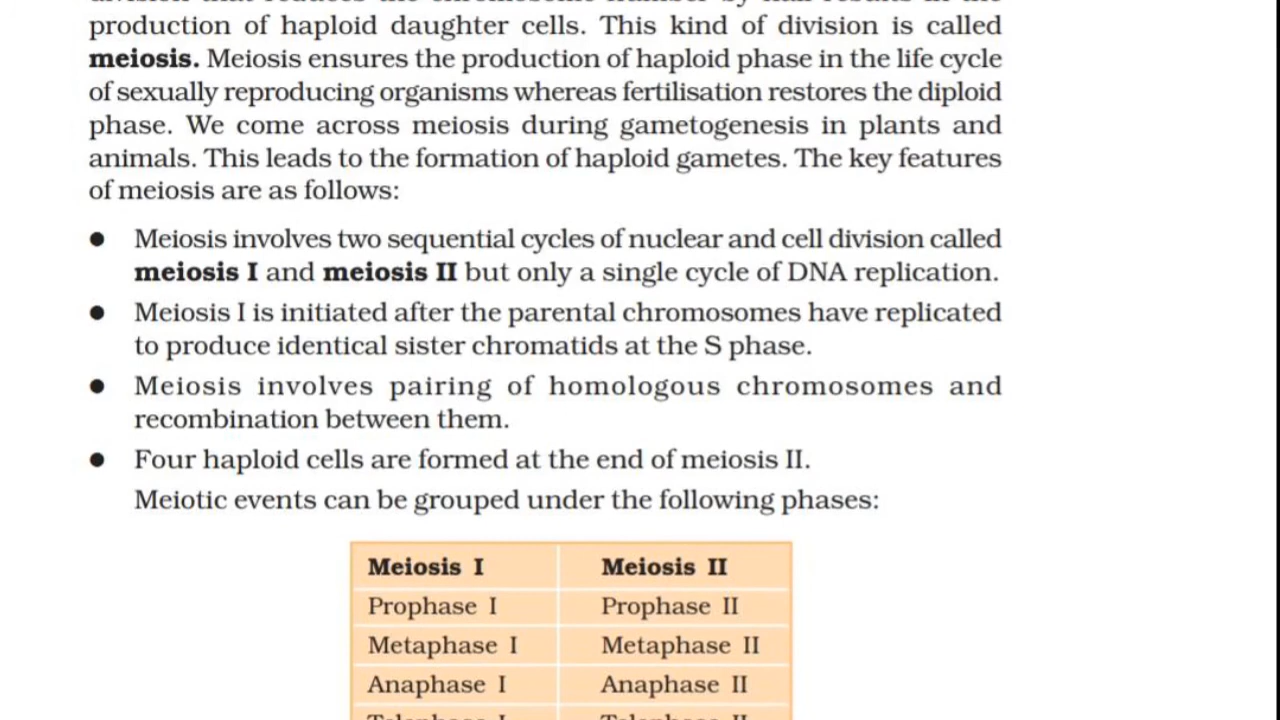 production of haploid daughter cells. This kind of division is called
meiosis. Meiosis ensures the production of haploid phase in the life cycle
of sexually reproducing organisms whereas fertilisation restores the diploid
phase. We come across meiosis during gametogenesis in plants and
animals. This leads to the formation of haploid gametes. The key features
of meiosis are as follows:
● Meiosis involves two sequential cycles of nuclear and cell division called
meiosis I and meiosis II but only a single cycle of DNA replication.
● Meiosis I is initiated after the parental chromosomes have replicated
to produce identical sister chromatids at the S phase.
● Meiosis involves pairing of homologous chromosomes and
recombination between them.
● Four haploid cells are formed at the end of meiosis II.
Meiotic events can be grouped under the following phases:
Meiosis I Meiosis II
Prophase I Prophase II
Metaphase I Metaphase II
Anaphase I Anaphase II